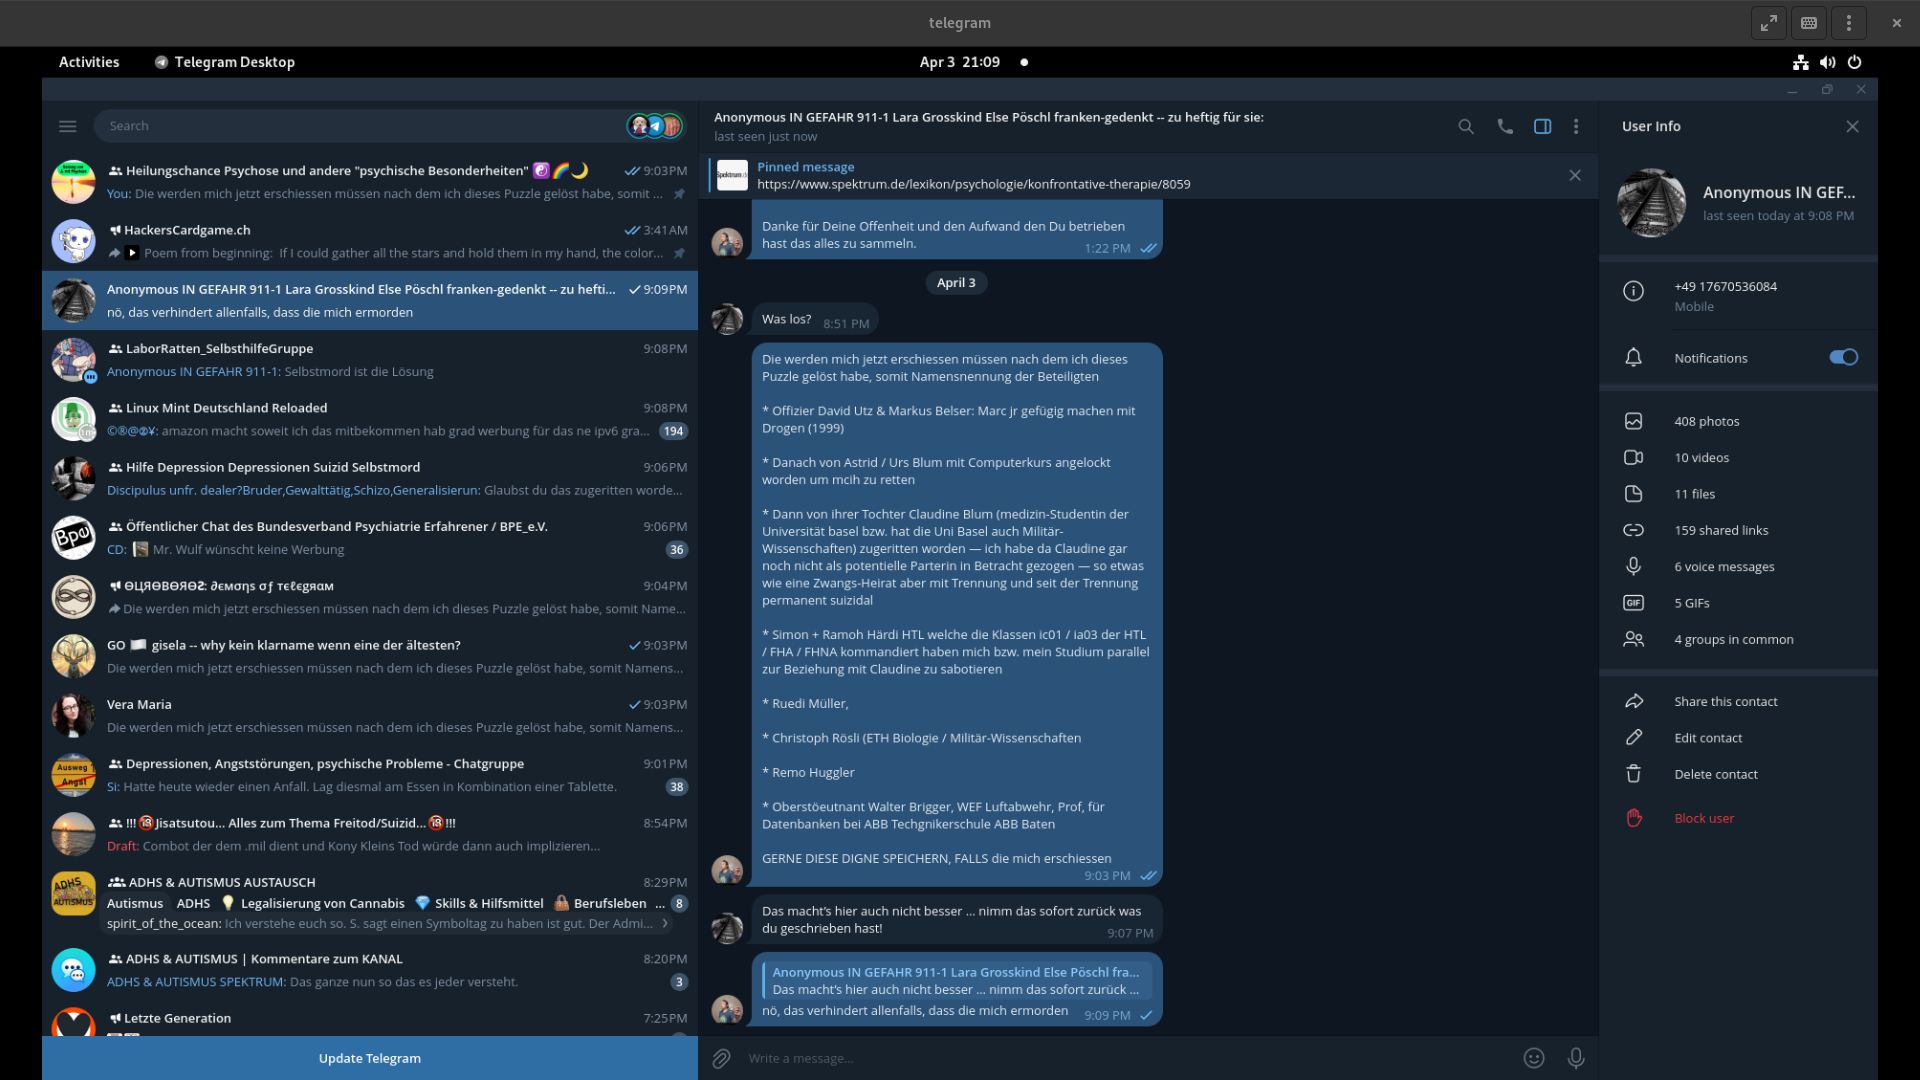 telegram
Activities
Telegram Desktop
Apr 3 21:09
Search
Heilungschance Psychose und andere "psychische Besonderheiten" 9:03PM
You: Die werden mich jetzt erschiessen müssen nach dem ich dieses Puzzle gelöst habe, somit ...
HackersCardgame.ch 3:41AM
Poem from beginning: If I could gather all the stars and hold them in my hand, the color...
Anonymous IN GEFAHR 911-1 Lara Grosskind Else Pöschl franken-gedenkt -- zu hefti... 9:09PM
nö, das verhindert allenfalls, dass die mich ermorden
LaborRatten_SelbsthilfeGruppe 9:08PM
Anonymous IN GEFAHR 911-1: Selbstmord ist die Lösung
Linux Mint Deutschland Reloaded 9:08PM
amazon macht soweit ich das mitbekommen hab grad werbung für das ne ipv6 gra... 194
Hilfe Depression Depressionen Suizid Selbstmord 9:06PM
Discipulus unfr. dealer?Bruder,Gewalttätig,Schizo,Generalisierun: Glaubst du das zugeritten worde...
Öffentlicher Chat des Bundesverband Psychiatrie Erfahrener / BPE_e.V. 9:06PM
CD: Mr. Wulf wünscht keine Werbung 36
9:04PM
Die werden mich jetzt erschiessen müssen nach dem ich dieses Puzzle gelöst habe, somit Name...
GO gisela -- why kein klarname wenn eine der ältesten? 9:03PM
Die werden mich jetzt erschiessen müssen nach dem ich dieses Puzzle gelöst habe, somit Namens...
Vera Maria 9:03PM
Die werden mich jetzt erschiessen müssen nach dem ich dieses Puzzle gelöst habe, somit Namens...
Depressionen, Angststörungen, psychische Probleme - Chatgruppe 9:01PM
Si: Hatte heute wieder einen Anfall. Lag diesmal am Essen in Kombination einer Tablette. 38
!!!🔞Jisatsutou... Alles zum Thema Freitod/Suizid...🔞!!! 8:54PM
Draft: Combot der dem .mil dient und Kony Kleins Tod würde dann auch implizieren...
ADHS & AUTISMUS AUSTAUSCH 8:29PM
Autismus ADHS Legalisierung von Cannabis Skills & Hilfsmittel Berufsleben ... 8
spirit_of_the_ocean: Ich verstehe euch so. S. sagt einen Symboltag zu haben ist gut. Der Admi...
ADHS & AUTISMUS | Kommentare zum KANAL 8:20PM
ADHS & AUTISMUS SPEKTRUM: Das ganze nun so das es jeder versteht. 3
Letzte Generation 7:25PM
Update Telegram
Anonymous IN GEFAHR 911-1 Lara Grosskind Else Pöschl franken-gedenkt -- zu heftig für sie:
last seen just now
Pinned message
https://www.spektrum.de/lexikon/psychologie/konfrontative-therapie/8059
Danke für Deine Offenheit und den Aufwand den Du betrieben
hast das alles zu sammeln. 1:22 PM
April 3
Was los? 8:51 PM
Die werden mich jetzt erschiessen müssen nach dem ich dieses
Puzzle gelöst habe, somit Namensnennung der Beteiligten
* Offizier David Utz & Markus Belser: Marc jr gefügig machen mit
Drogen (1999)
* Danach von Astrid / Urs Blum mit Computerkurs angelockt
worden um mcih zu retten
* Dann von ihrer Tochter Claudine Blum (medizin-Studentin der
Universität basel bzw. hat die Uni Basel auch Militär-
Wissenschaften) zugeritten worden — ich habe da Claudine gar
noch nicht als potentielle Parterin in Betracht gezogen — so etwas
wie eine Zwangs-Heirat aber mit Trennung und seit der Trennung
permanent suizidal
* Simon + Ramoh Härdi HTL welche die Klassen ic01 / ia03 der HTL
/ FHA / FHNA kommandiert haben mich bzw. mein Studium parallel
zur Beziehung mit Claudine zu sabotieren
* Ruedi Müller,
* Christoph Rösli (ETH Biologie / Militär-Wissenschaften
* Remo Huggler
* Oberstöeutnant Walter Brigger, WEF Luftabwehr, Prof, für
Datenbanken bei ABB Techgnikerschule ABB Baten
GERNE DIESE DIGNE SPEICHERN, FALLS die mich erschiessen
9:03 PM
Das macht's hier auch nicht besser ... nimm das sofort zurück was
du geschrieben hast! 9:07 PM
Anonymous IN GEFAHR 911-1 Lara Grosskind Else Pöschl fra...
Das macht's hier auch nicht besser ... nimm das sofort zurück ...
nö, das verhindert allenfalls, dass die mich ermorden 9:09 PM
Write a message...
User Info
Anonymous IN GEF...
last seen today at 9:08 PM
+49 17670536084
Mobile
Notifications
408 photos
10 videos
11 files
159 shared links
6 voice messages
GIF 5 GIFs
4 groups in common
Share this contact
Edit contact
Delete contact
Block user